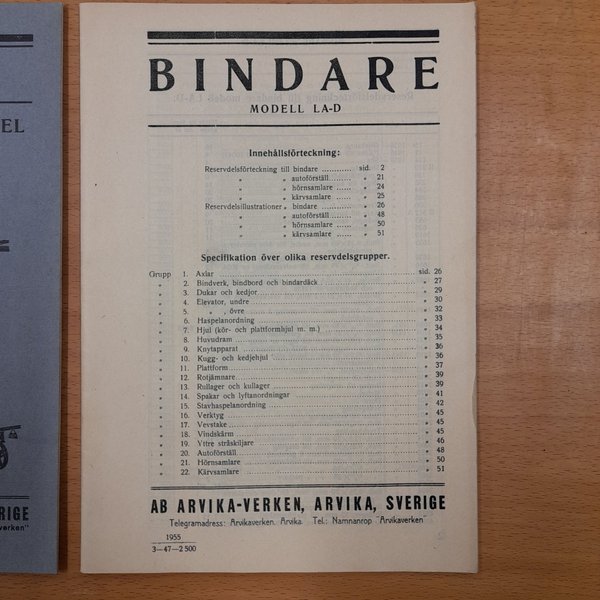 EL
RIGE
verken"
BINDARE
MODELL LA-D
Innehållsförteckning:
Reservdelsförteckning till bindare ........... sid. 2
„ „ autoförställ ........ „ 21
„ „ hörnsamlare ....... „ 24
„ „ kärvsamlare ....... „ 25
Reservdelsillustrationer „ bindare ............ „ 26
„ „ autoförställ ........ „ 48
„ „ hörnsamlare ....... „ 50
„ „ kärvsamlare ....... „ 51
Specifikation över olika reservdelsgrupper.
Grupp 1. Axlar ........ sid. 26
„ 2. Bindverk, bindbord och bindardäck ........ „ 27
„ 3. Dukar och kedjor ........ „ 29
„ 4. Elevator, undre ........ „ 30
„ 5. „ , övre ........ „ 32
„ 6. Haspelanordning ........ „ 33
„ 7. Hjul (kör- och plattformhjul m. m.) ........ „ 34
„ 8. Huvudram ........ „ 35
„ 9. Knytapparat ........ „ 36
„ 10. Kugg- och kedjehjul ........ „ 36
„ 11. Plattform ........ „ 37
„ 12. Rotjämnare ........ „ 39
„ 13. Rullager och kullager ........ „ 39
„ 14. Spakar och lyftanordningar ........ „ 41
„ 15. Stavhaspelanordning ........ „ 42
„ 16. Verktyg ........ „ 45
„ 17. Vevstake ........ „ 45
„ 18. Vindskärm ........ „ 45
„ 19. Yttre stråskiljare ........ „ 46
„ 20. Autoförställ ........ „ 48
„ 21. Hörnsamlare ........ „ 50
„ 22. Kärvsamlare ........ „ 51
AB ARVIKA-VERKEN, ARVIKA, SVERIGE
Telegramadress: Arvikaverken, Arvika. Tel.: Namnanrop "Arvikaverken"
1955
3—47—2 500